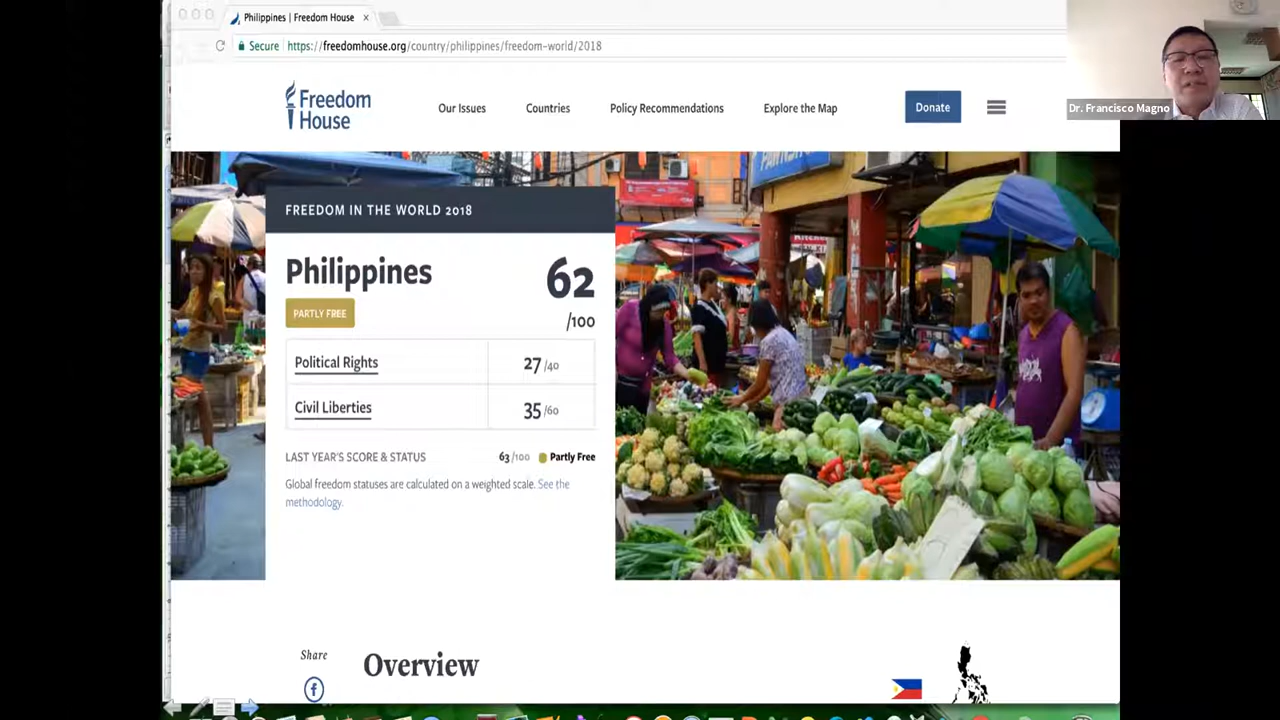 Philippines | Freedom House
Secure https://freedomhouse.org/country/philippines/freedom-world/2018
Dr. Francisco Magno
Freedom
House
Our Issues
Countries
Policy Recommendations
Explore the Map
Donate
FREEDOM IN THE WORLD 2018
Philippines
62
/100
PARTLY FREE
Political Rights 27 /40
Civil Liberties 35 /60
LAST YEAR'S SCORE & STATUS 63 /100 Partly Free
Global freedom statuses are calculated on a weighted scale. See the
methodology.
Share
Overview